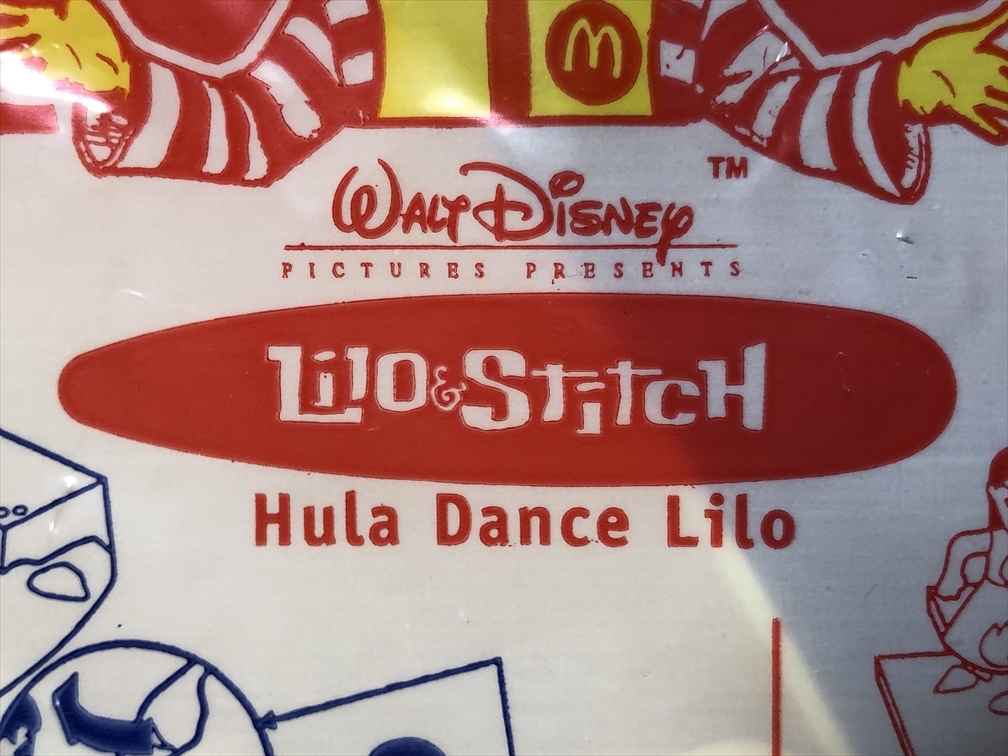 M
TM
WALT DISNEY
PICTURES PRESENTS
Lilo & Stitch
Hula Dance Lilo